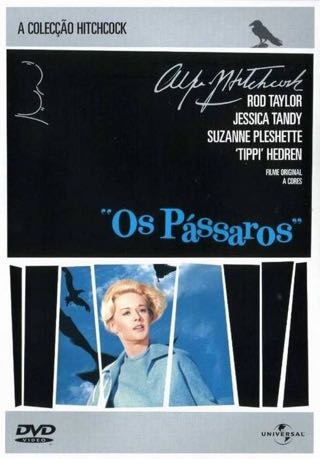 A COLECÇÃO HITCHCOCK
Alfred Hitchcock
ROD TAYLOR
JESSICA TANDY
SUZANNE PLESHETTE
'TIPPI' HEDREN
FILME ORIGINAL
A CORES
"Os Pássaros"
DVD
VIDEO
UNIVERSAL